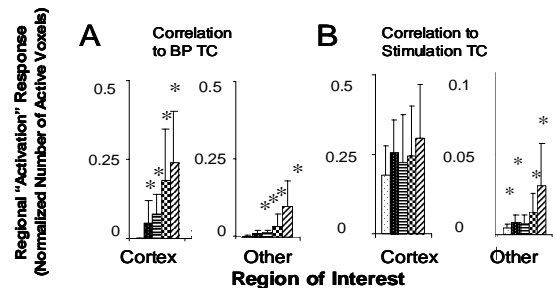 A
Correlation
to BP TC
B
Correlation to
Stimulation TC
Regional “Activation” Response
(Normalized Number of Active Voxels)
0.5
0.25
0
* * * *
Cortex
0.5
0.25
0
* * * * *
Other
0.5
0.25
0
Cortex
0.1
0.05
0
* * * *
Other
Region of Interest